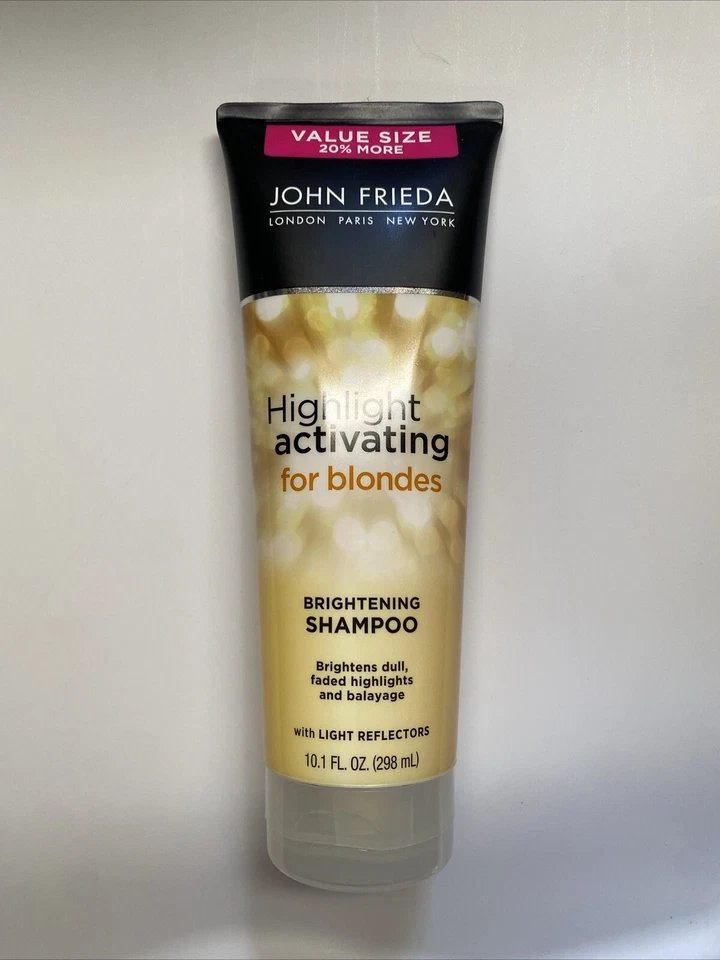 VALUE SIZE
20% MORE
JOHN FRIEDA
LONDON PARIS NEW YORK
Highlight
activating
for blondes
BRIGHTENING
SHAMPOO
Brightens dull,
faded highlights
and balayage
with LIGHT REFLECTORS
10.1 FL. OZ. (298 mL)